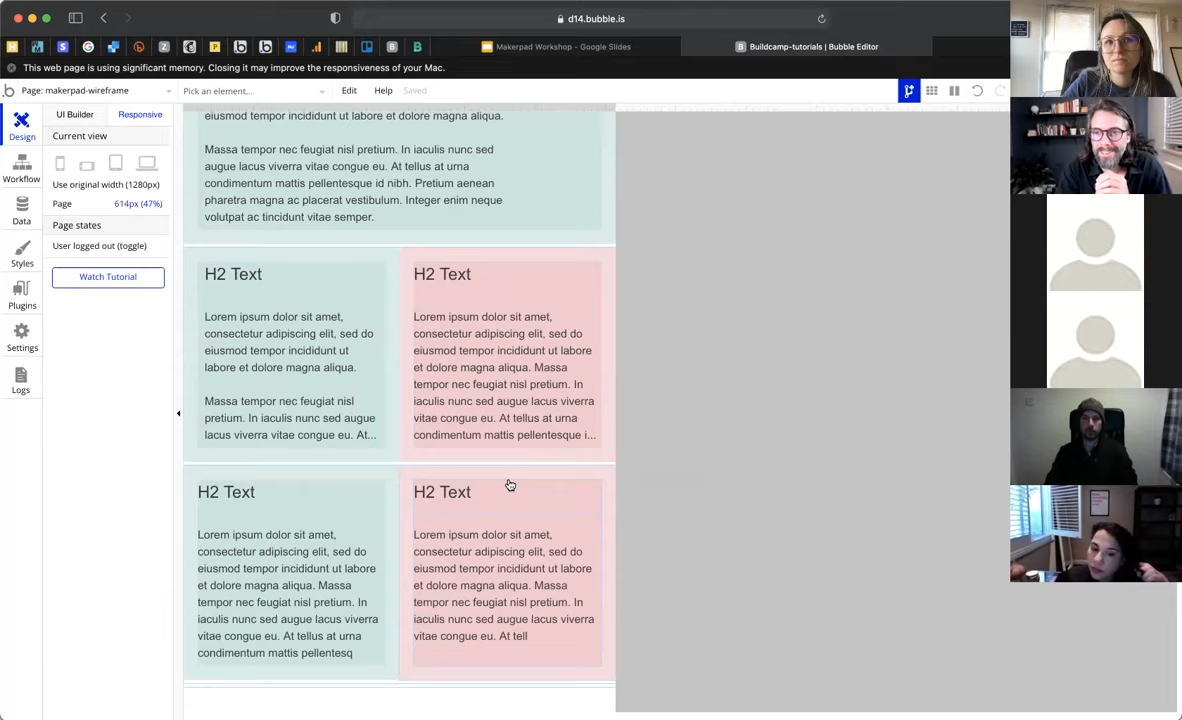 d14.bubble.is
Makerpad Workshop - Google Slides
Buildcamp-tutorials | Bubble Editor
This web page is using significant memory. Closing it may improve the responsiveness of your Mac.
Page: makerpad-wireframe
Pick an element...
Edit
Help
Saved
Design
Workflow
Data
Styles
Plugins
Settings
Logs
UI Builder
Responsive
Current view
Use original width (1280px)
Page
614px (47%)
Page states
User logged out (toggle)
Watch Tutorial
eiusmod tempor incididunt ut labore et dolore magna aliqua.
Massa tempor nec feugiat nisl pretium. In iaculis nunc sed
augue lacus viverra vitae congue eu. At tellus at urna
condimentum mattis pellentesque id nibh. Pretium aenean
pharetra magna ac placerat vestibulum. Integer enim neque
volutpat ac tincidunt vitae semper.
H2 Text
Lorem ipsum dolor sit amet,
consectetur adipiscing elit, sed do
eiusmod tempor incididunt ut
labore et dolore magna aliqua.
Massa tempor nec feugiat nisl
pretium. In iaculis nunc sed augue
lacus viverra vitae congue eu. At...
H2 Text
Lorem ipsum dolor sit amet,
consectetur adipiscing elit, sed do
eiusmod tempor incididunt ut labore
et dolore magna aliqua. Massa
tempor nec feugiat nisl pretium. In
iaculis nunc sed augue lacus viverra
vitae congue eu. At tellus at urna
condimentum mattis pellentesque i...
H2 Text
Lorem ipsum dolor sit amet,
consectetur adipiscing elit, sed do
eiusmod tempor incididunt ut labore
et dolore magna aliqua. Massa
tempor nec feugiat nisl pretium. In
iaculis nunc sed augue lacus viverra
vitae congue eu. At tellus at urna
condimentum mattis pellentesq
H2 Text
Lorem ipsum dolor sit amet,
consectetur adipiscing elit, sed do
eiusmod tempor incididunt ut labore
et dolore magna aliqua. Massa
tempor nec feugiat nisl pretium. In
iaculis nunc sed augue lacus viverra
vitae congue eu. At tell